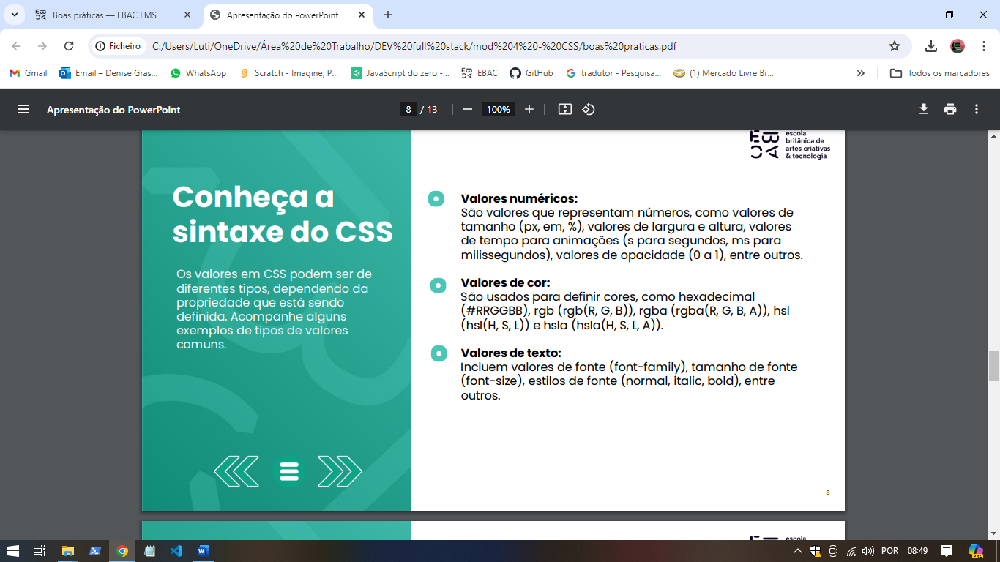 Boas práticas — EBAC LMS
Apresentação do PowerPoint
Ficheiro
C:/Users/Luti/OneDrive/Área%20de%20Trabalho/DEV%20full%20stack/mod%204%20-%20CSS/boas%20praticas.pdf
Gmail
Email – Denise Gras...
WhatsApp
Scratch - Imagine, P...
JavaScript do zero -...
EBAC
GitHub
tradutor - Pesquisa...
(1) Mercado Livre Br...
Todos os marcadores
Apresentação do PowerPoint
8 / 13
100%
escola
britânica de
artes criativas
& tecnologia
Conheça a
sintaxe do CSS
Os valores em CSS podem ser de
diferentes tipos, dependendo da
propriedade que está sendo
definida. Acompanhe alguns
exemplos de tipos de valores
comuns.
Valores numéricos:
São valores que representam números, como valores de
tamanho (px, em, %), valores de largura e altura, valores
de tempo para animações (s para segundos, ms para
milissegundos), valores de opacidade (0 a 1), entre outros.
Valores de cor:
São usados para definir cores, como hexadecimal
(#RRGGBB), rgb (rgb(R, G, B)), rgba (rgba(R, G, B, A)), hsl
(hsl(H, S, L)) e hsla (hsla(H, S, L, A)).
Valores de texto:
Incluem valores de fonte (font-family), tamanho de fonte
(font-size), estilos de fonte (normal, italic, bold), entre
outros.
8
escola
POR
08:49